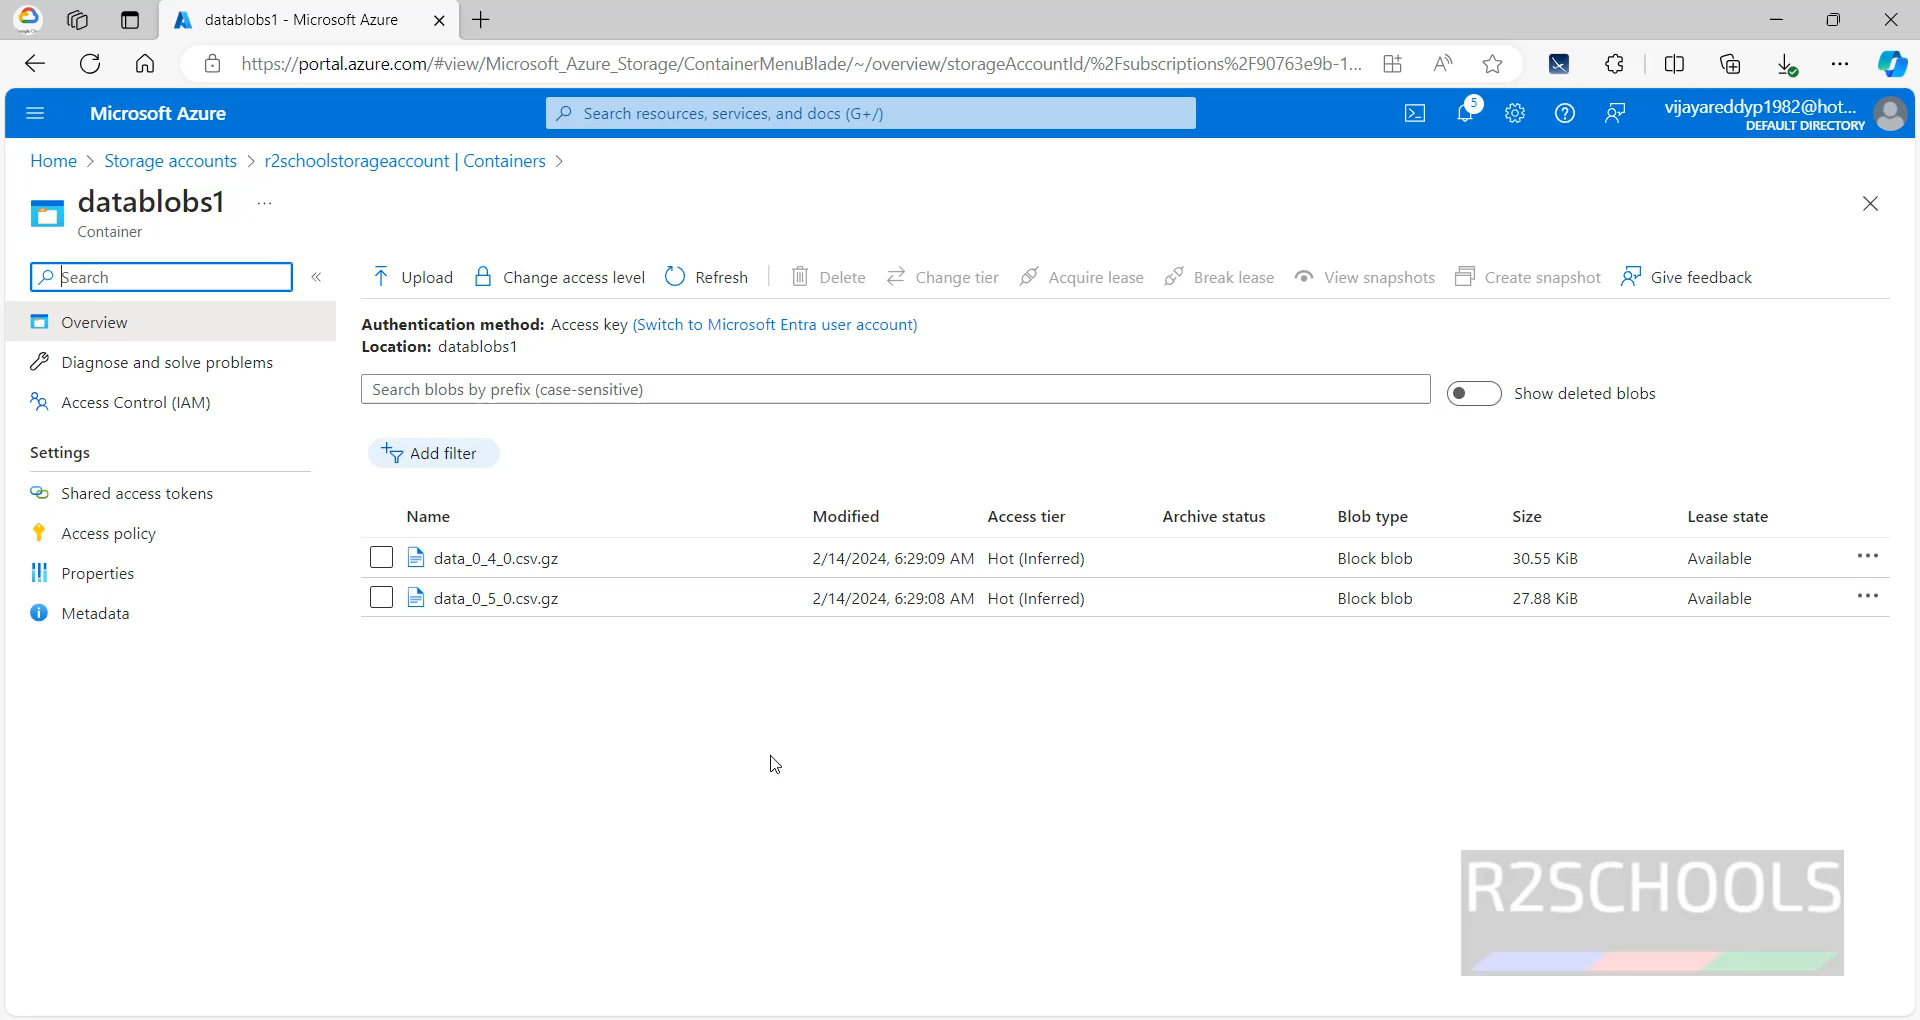 datablobs1 - Microsoft Azure
https://portal.azure.com/#view/Microsoft_Azure_Storage/ContainerMenuBlade/~/overview/storageAccountId/%2Fsubscriptions%2F90763e9b-1...
Microsoft Azure
Search resources, services, and docs (G+/)
5
vijayareddyp1982@hot...
DEFAULT DIRECTORY
Home > Storage accounts > r2schoolstorageaccount | Containers >
datablobs1 ...
Container
Search
Upload Change access level Refresh Delete Change tier Acquire lease Break lease View snapshots Create snapshot Give feedback
Overview
Diagnose and solve problems
Access Control (IAM)
Settings
Shared access tokens
Access policy
Properties
Metadata
Authentication method: Access key (Switch to Microsoft Entra user account)
Location: datablobs1
Search blobs by prefix (case-sensitive)
Show deleted blobs
Add filter
Name Modified Access tier Archive status Blob type Size Lease state
data_0_4_0.csv.gz 2/14/2024, 6:29:09 AM Hot (Inferred) Block blob 30.55 KiB Available
data_0_5_0.csv.gz 2/14/2024, 6:29:08 AM Hot (Inferred) Block blob 27.88 KiB Available
R2SCHOOLS